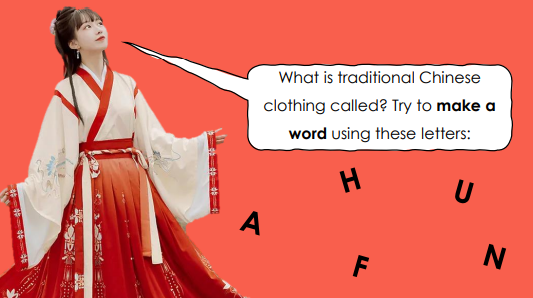 What is traditional Chinese
clothing called? Try to make a
word using these letters:
H
U
A
F
N